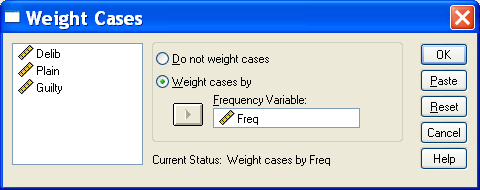 Weight Cases
Delib
Plain
Guilty
Do not weight cases
Weight cases by
Frequency Variable:
Freq
Current Status: Weight cases by Freq
OK
Paste
Reset
Cancel
Help